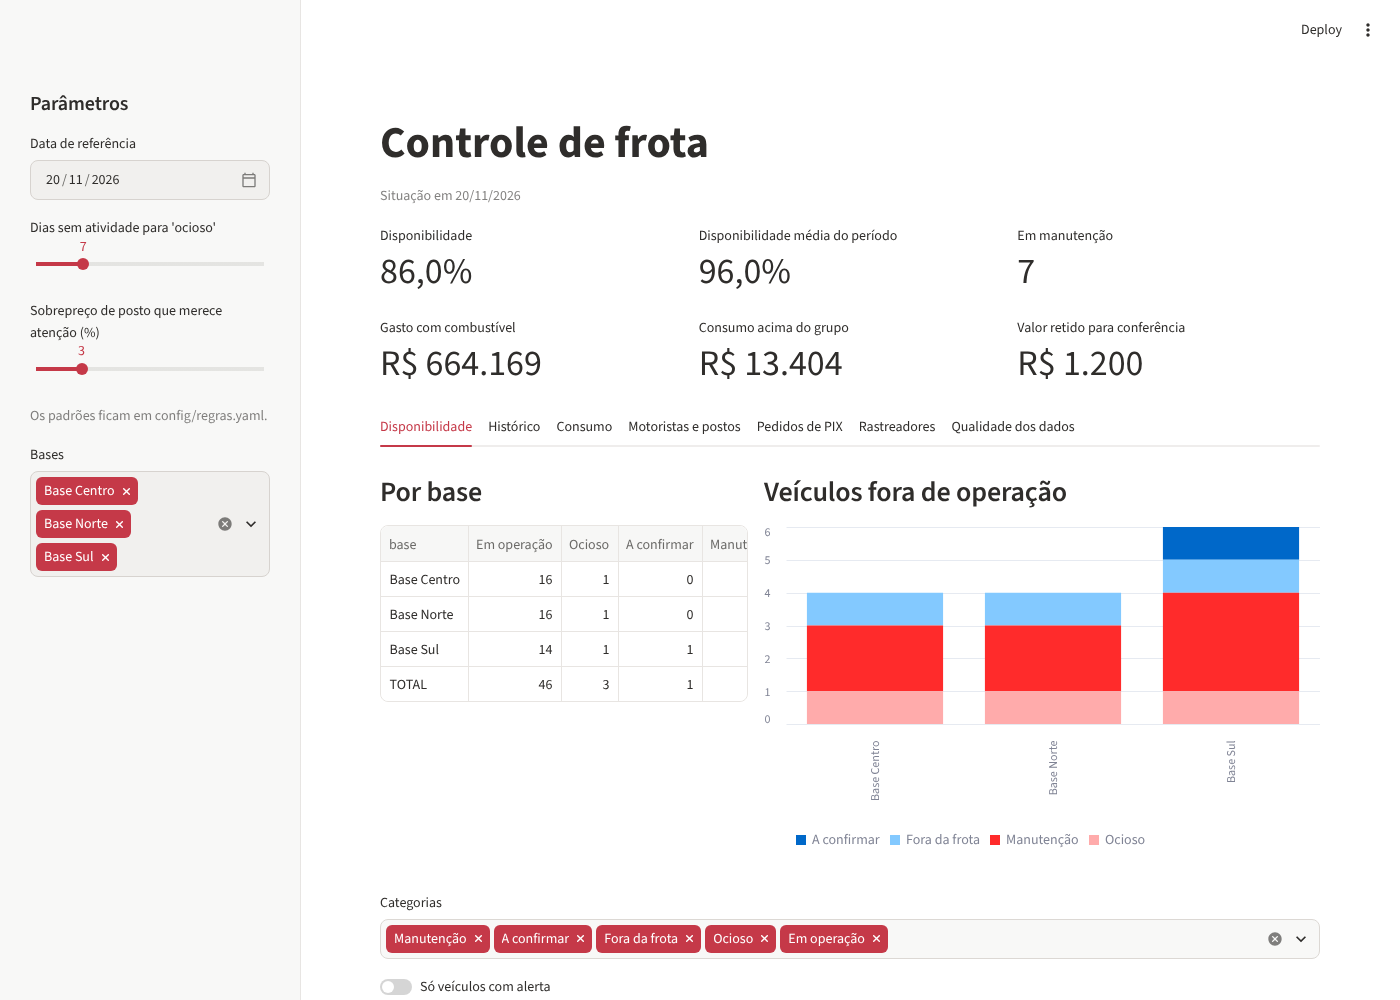 Deploy
Parâmetros
Data de referência
20/11/2026
Dias sem atividade para 'ocioso'
7
Sobrepreço de posto que merece
atenção (%)
3
Os padrões ficam em config/regras.yaml.
Bases
Base Centro
Base Norte
Base Sul
Controle de frota
Situação em 20/11/2026
Disponibilidade
86,0%
Disponibilidade média do período
96,0%
Em manutenção
7
Gasto com combustível
R$ 664.169
Consumo acima do grupo
R$ 13.404
Valor retido para conferência
R$ 1.200
Disponibilidade Histórico Consumo Motoristas e postos Pedidos de PIX Rastreadores Qualidade dos dados
Por base
base Em operação Ocioso A confirmar Manut
Base Centro 16 1 0
Base Norte 16 1 0
Base Sul 14 1 1
TOTAL 46 3 1
Veículos fora de operação
6
5
4
3
2
1
0
Base Centro
Base Norte
Base Sul
A confirmar Fora da frota Manutenção Ocioso
Categorias
Manutenção A confirmar Fora da frota Ocioso Em operação
Só veículos com alerta